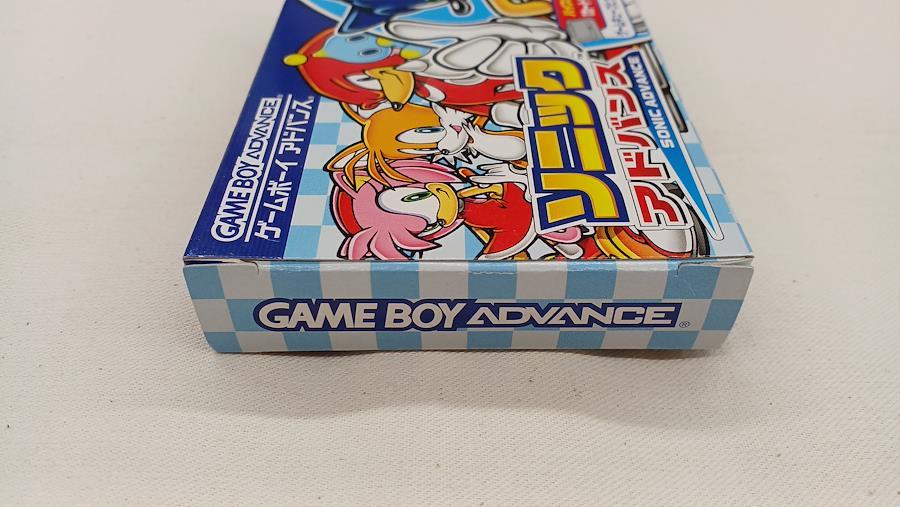 GAME BOY ADVANCE
ゲームボーイ アドバンス
ソニック
アドバンス
SONIC ADVANCE
GAME BOY ADVANCE®